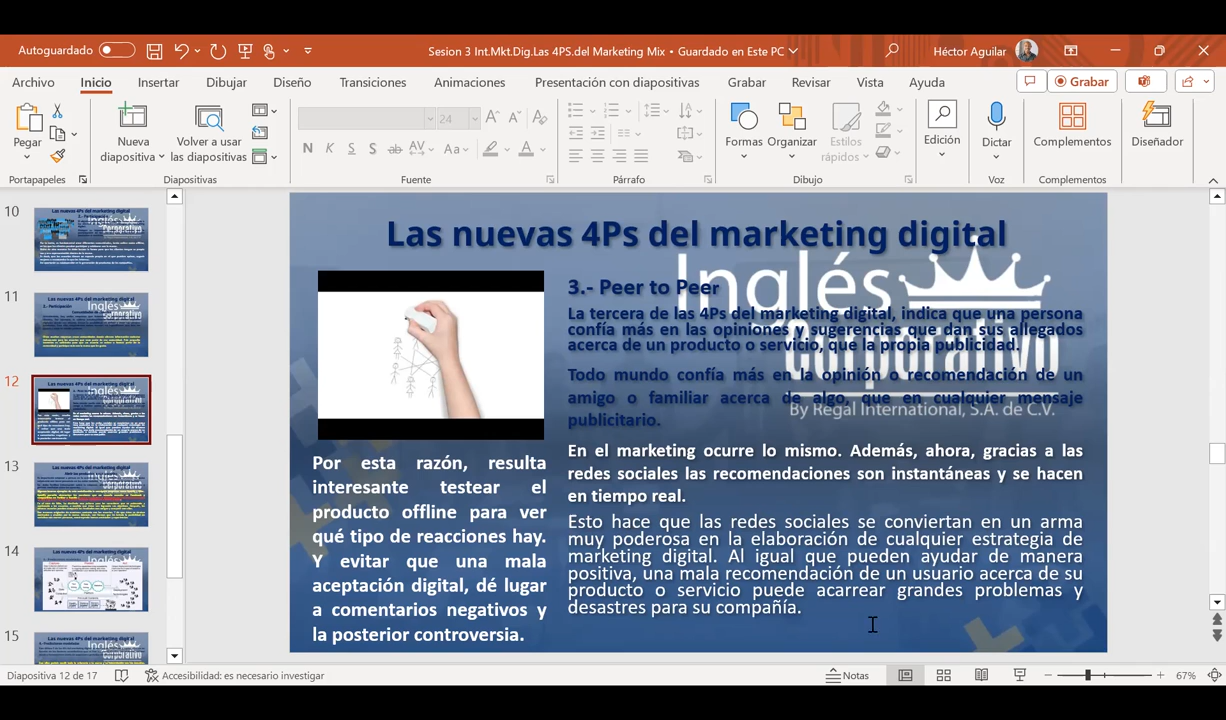 Autoguardado
Sesion 3 Int.Mkt.Dig.Las 4PS.del Marketing Mix • Guardado en Este PC
Héctor Aguilar
Archivo Inicio Insertar Dibujar Diseño Transiciones Animaciones Presentación con diapositivas Grabar Revisar Vista Ayuda
Grabar
24
Pegar
Nueva diapositiva
Volver a usar las diapositivas
Formas
Organizar
Estilos rápidos
Edición
Dictar
Complementos
Diseñador
Portapapeles
Diapositivas
Fuente
Párrafo
Dibujo
Voz
Complementos
10
11
12
13
14
15
Las nuevas 4Ps del marketing digital
Inglés
Corporativo
By Regal International, S.A. de C.V.
3.- Peer to Peer
La tercera de las 4Ps del marketing digital, indica que una persona
confía más en las opiniones y sugerencias que dan sus allegados
acerca de un producto o servicio, que la propia publicidad.
Todo mundo confía más en la opinión o recomendación de un
amigo o familiar acerca de algo, que en cualquier mensaje
publicitario.
En el marketing ocurre lo mismo. Además, ahora, gracias a las
redes sociales las recomendaciones son instantáneas y se hacen
en tiempo real.
Esto hace que las redes sociales se conviertan en un arma
muy poderosa en la elaboración de cualquier estrategia de
marketing digital. Al igual que pueden ayudar de manera
positiva, una mala recomendación de un usuario acerca de su
producto o servicio puede acarrear grandes problemas y
desastres para su compañía.
Por esta razón, resulta
interesante testear el
producto offline para ver
qué tipo de reacciones hay.
Y evitar que una mala
aceptación digital, dé lugar
a comentarios negativos y
la posterior controversia.
Diapositiva 12 de 17
Accesibilidad: es necesario investigar
Notas
67%